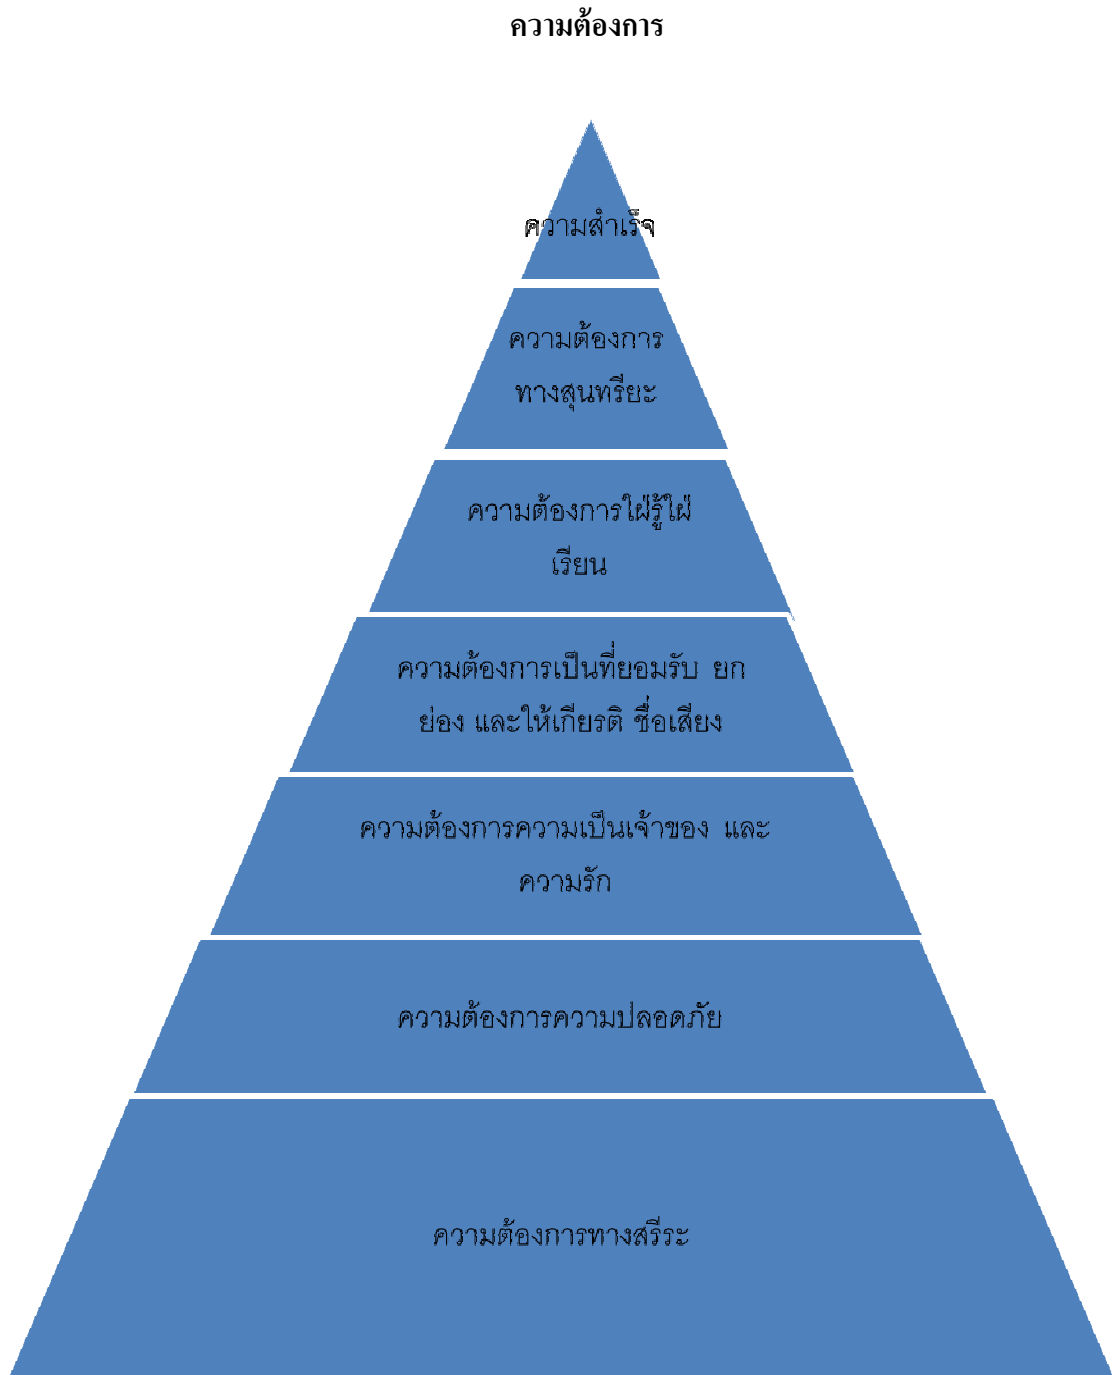 ความต้องการ
ความสำเร็จ
ความต้องการ
ทางสุนทรียะ
ความต้องการใฝ่รู้ใฝ่
เรียน
ความต้องการเป็นที่ยอมรับ ยก
ย่อง และให้เกียรติ ชื่อเสียง
ความต้องการความเป็นเจ้าของ และ
ความรัก
ความต้องการความปลอดภัย
ความต้องการทางสรีระ